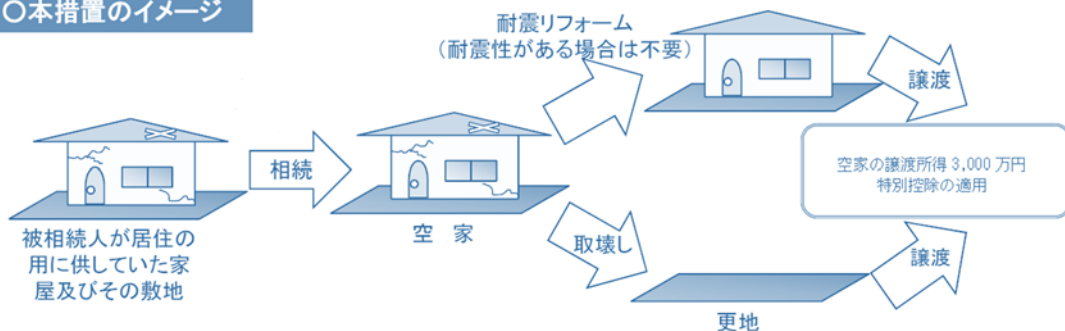 〇本措置のイメージ
耐震リフォーム
（耐震性がある場合は不要）
譲渡
相続
空家の譲渡所得 3,000 万円
特別控除の適用
被相続人が居住の
用に供していた家
屋及びその敷地
空 家
取壊し
譲渡
更地